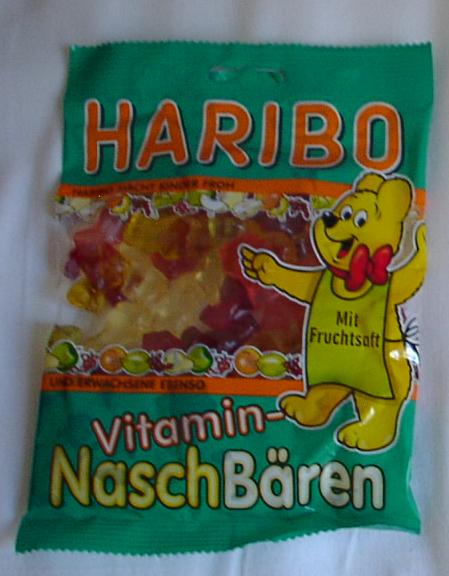 HARIBO
HARIBO MACHT KINDER FROH
Mit
Fruchtsaft
UND ERWACHSENE EBENSO
Vitamin-
NaschBären